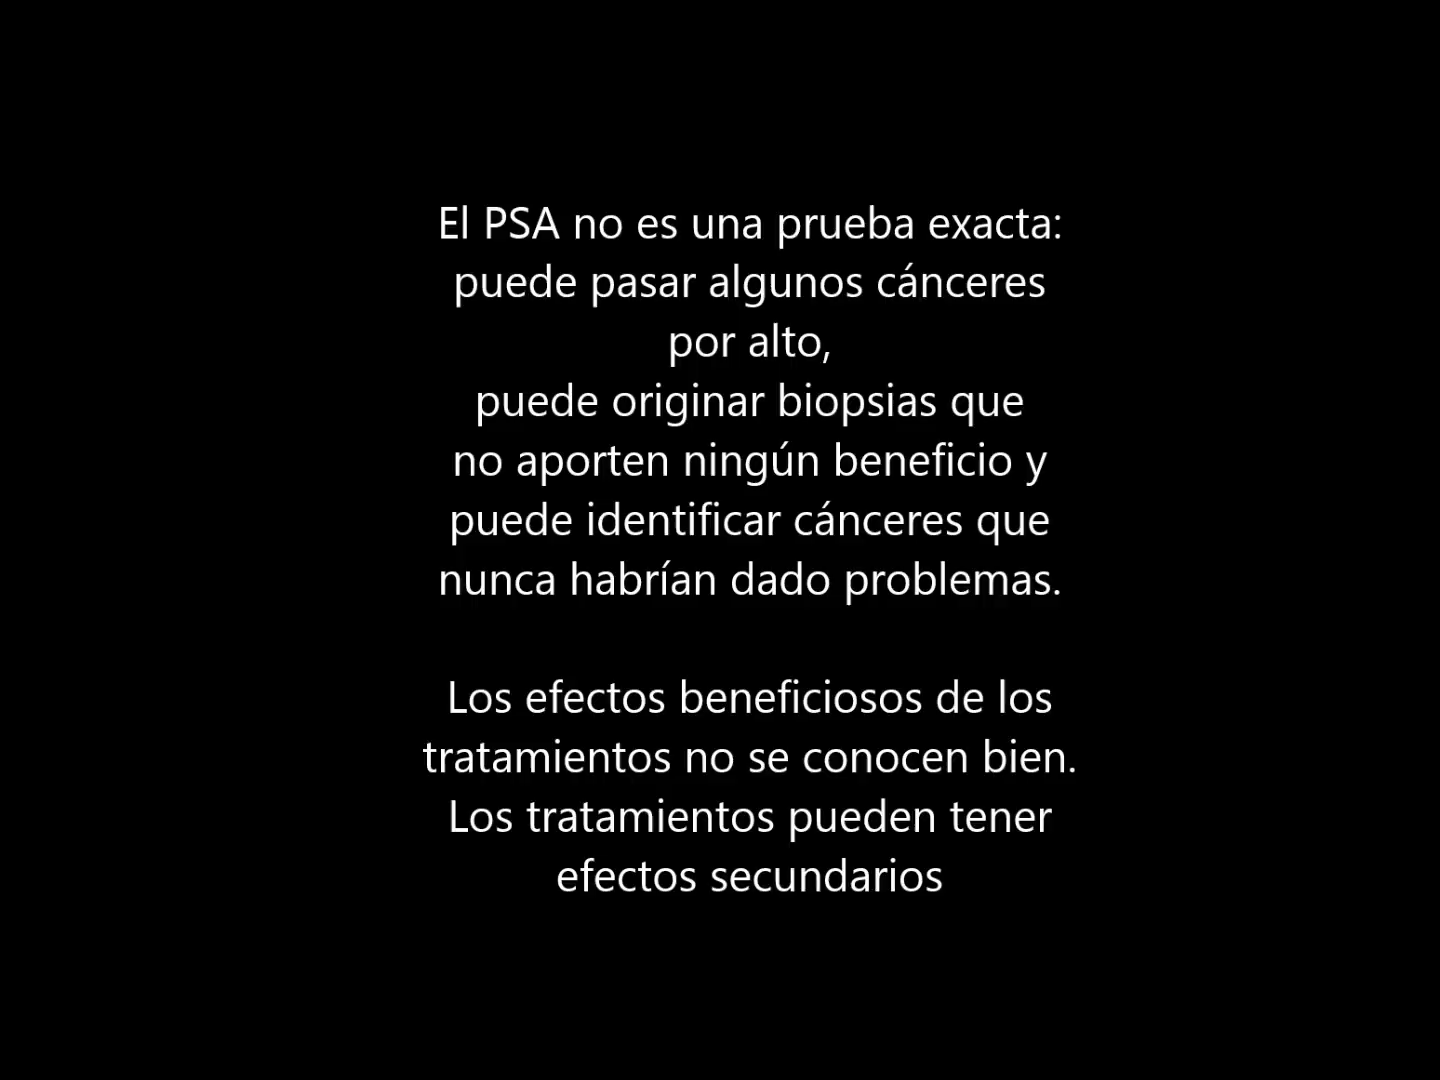 El PSA no es una prueba exacta:
puede pasar algunos cánceres
por alto,
puede originar biopsias que
no aporten ningún beneficio y
puede identificar cánceres que
nunca habrían dado problemas.
Los efectos beneficiosos de los
tratamientos no se conocen bien.
Los tratamientos pueden tener
efectos secundarios